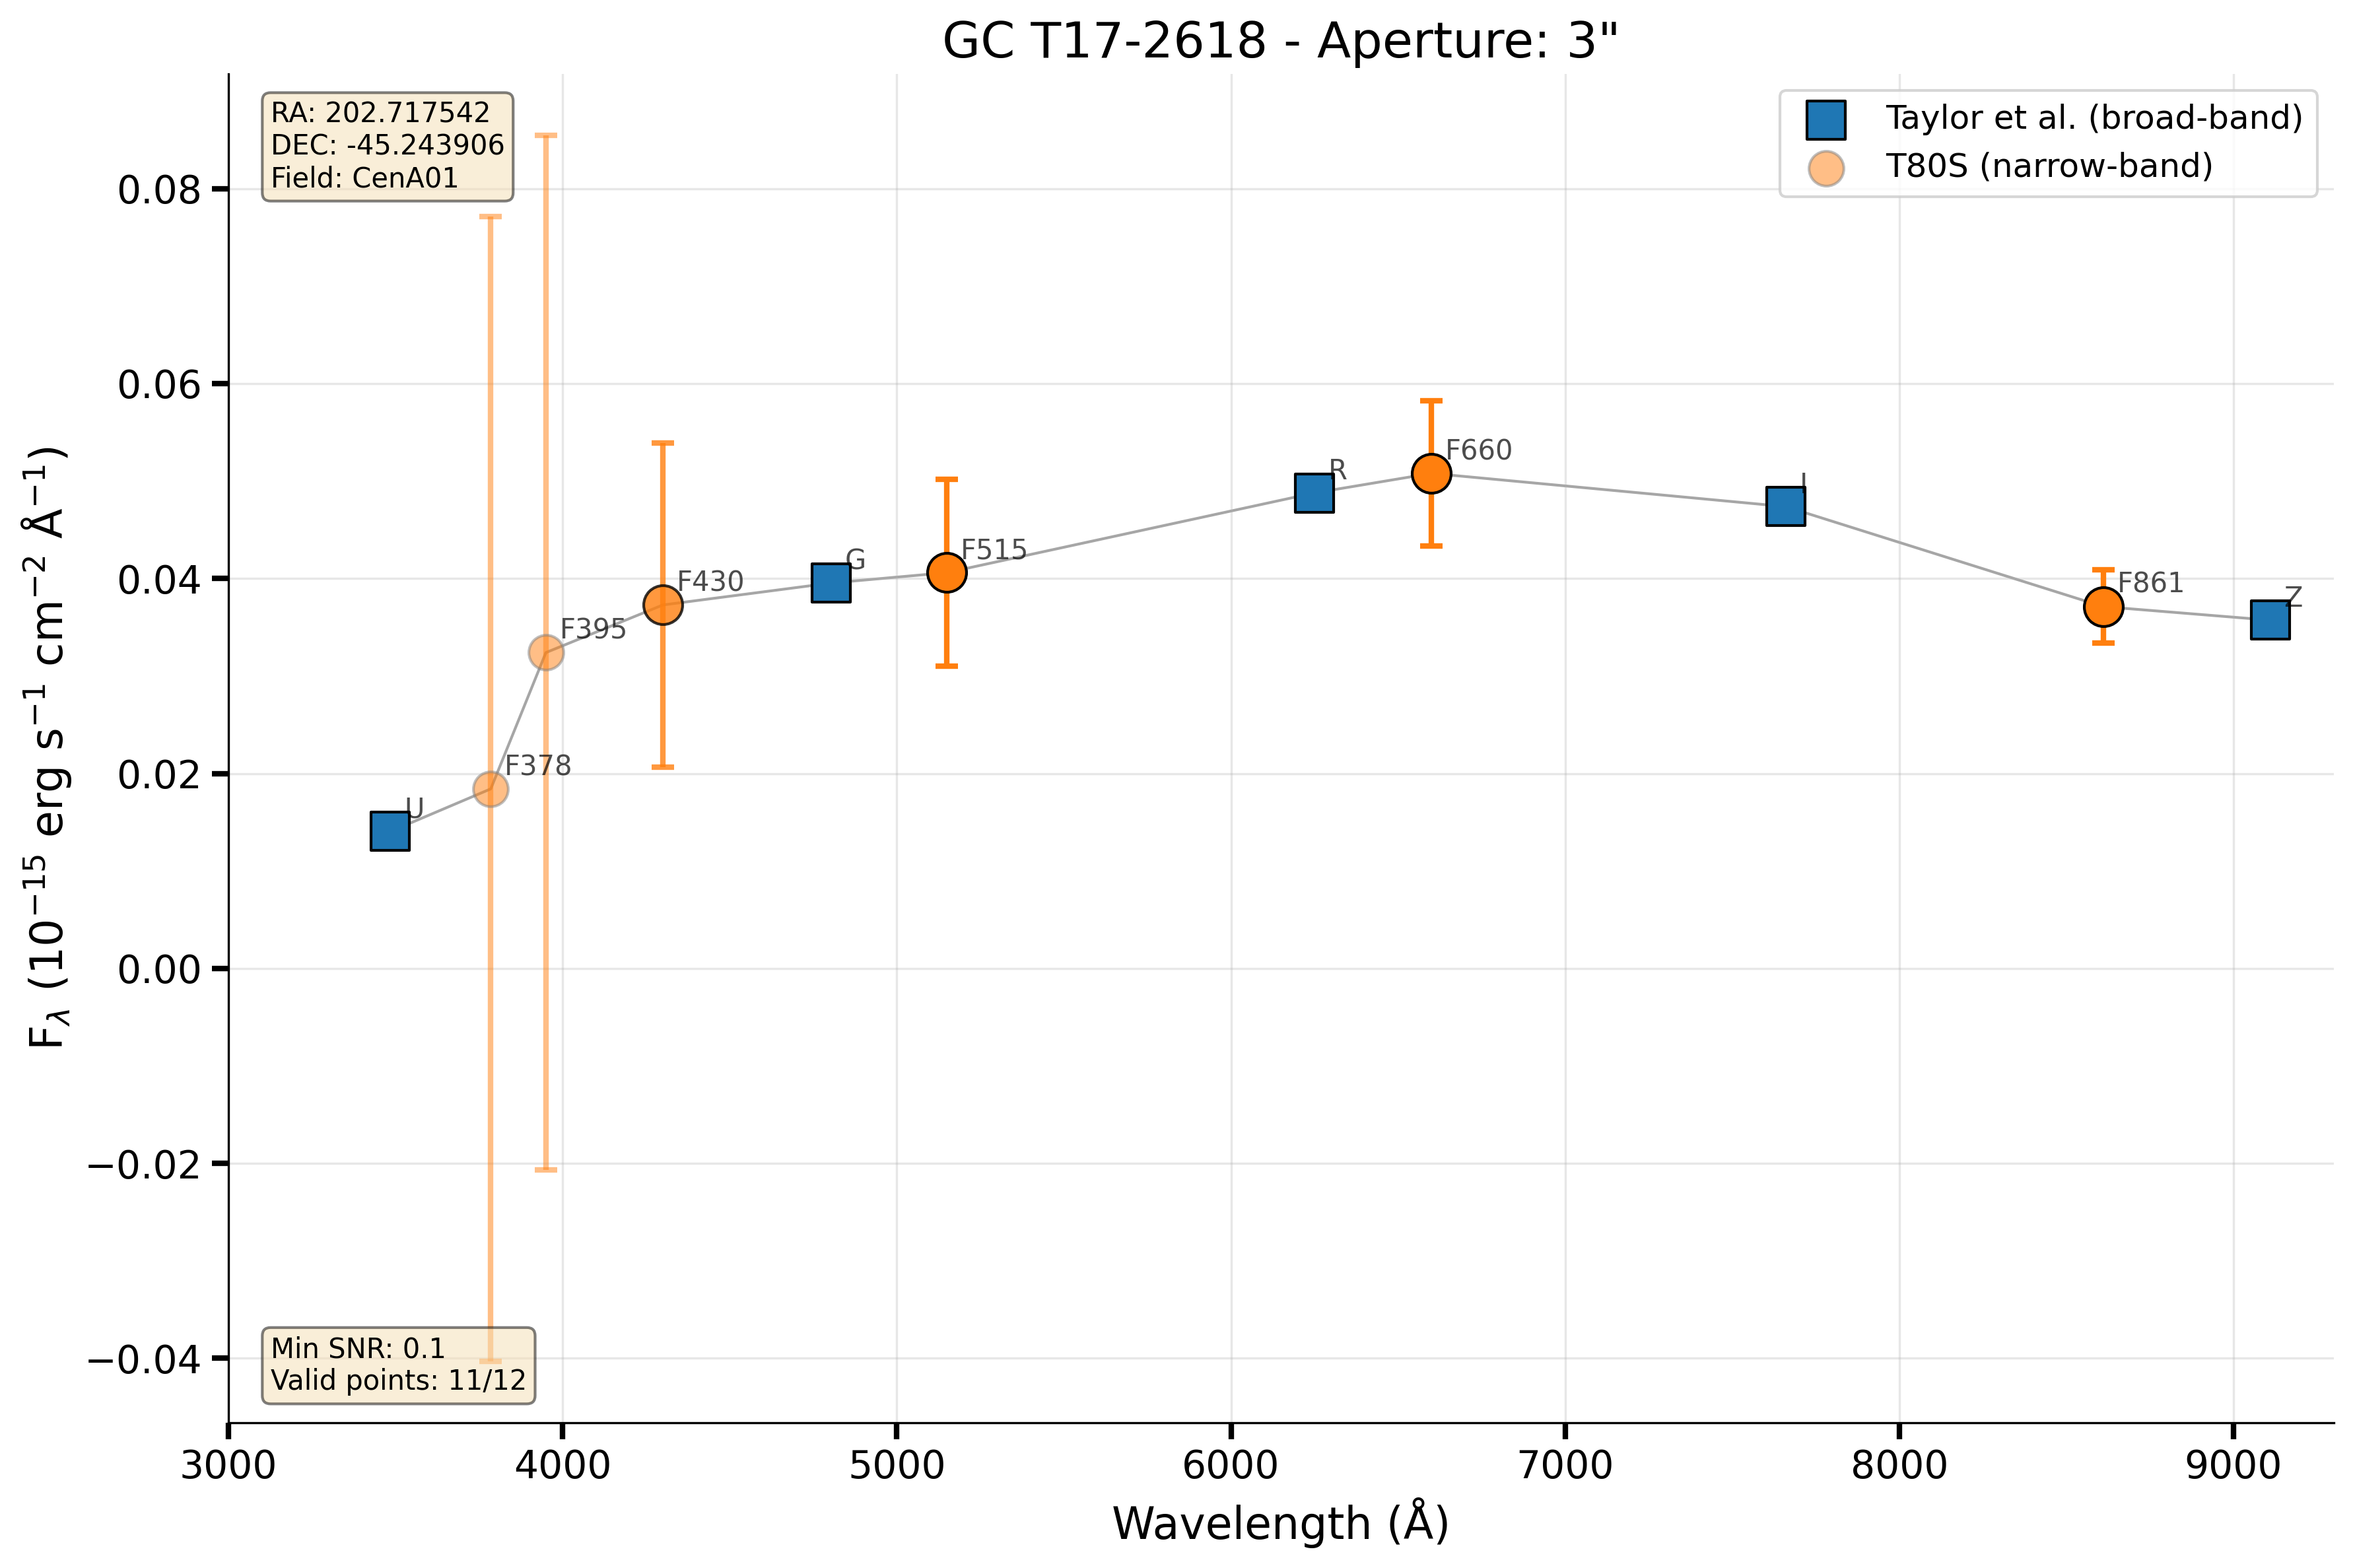 GC T17-2618 - Aperture: 3"
RA: 202.717542
DEC: -45.243906
Field: CenA01
Taylor et al. (broad-band)
T80S (narrow-band)
0.08
0.06
0.04
0.02
0.00
−0.02
−0.04
F$_{λ}$ (10$^{−15}$ erg s$^{−1}$ cm$^{−2}$ Å$^{−1}$)
U
F378
F395
F430
G
F515
R
F660
I
F861
Z
Min SNR: 0.1
Valid points: 11/12
3000 4000 5000 6000 7000 8000 9000
Wavelength (Å)